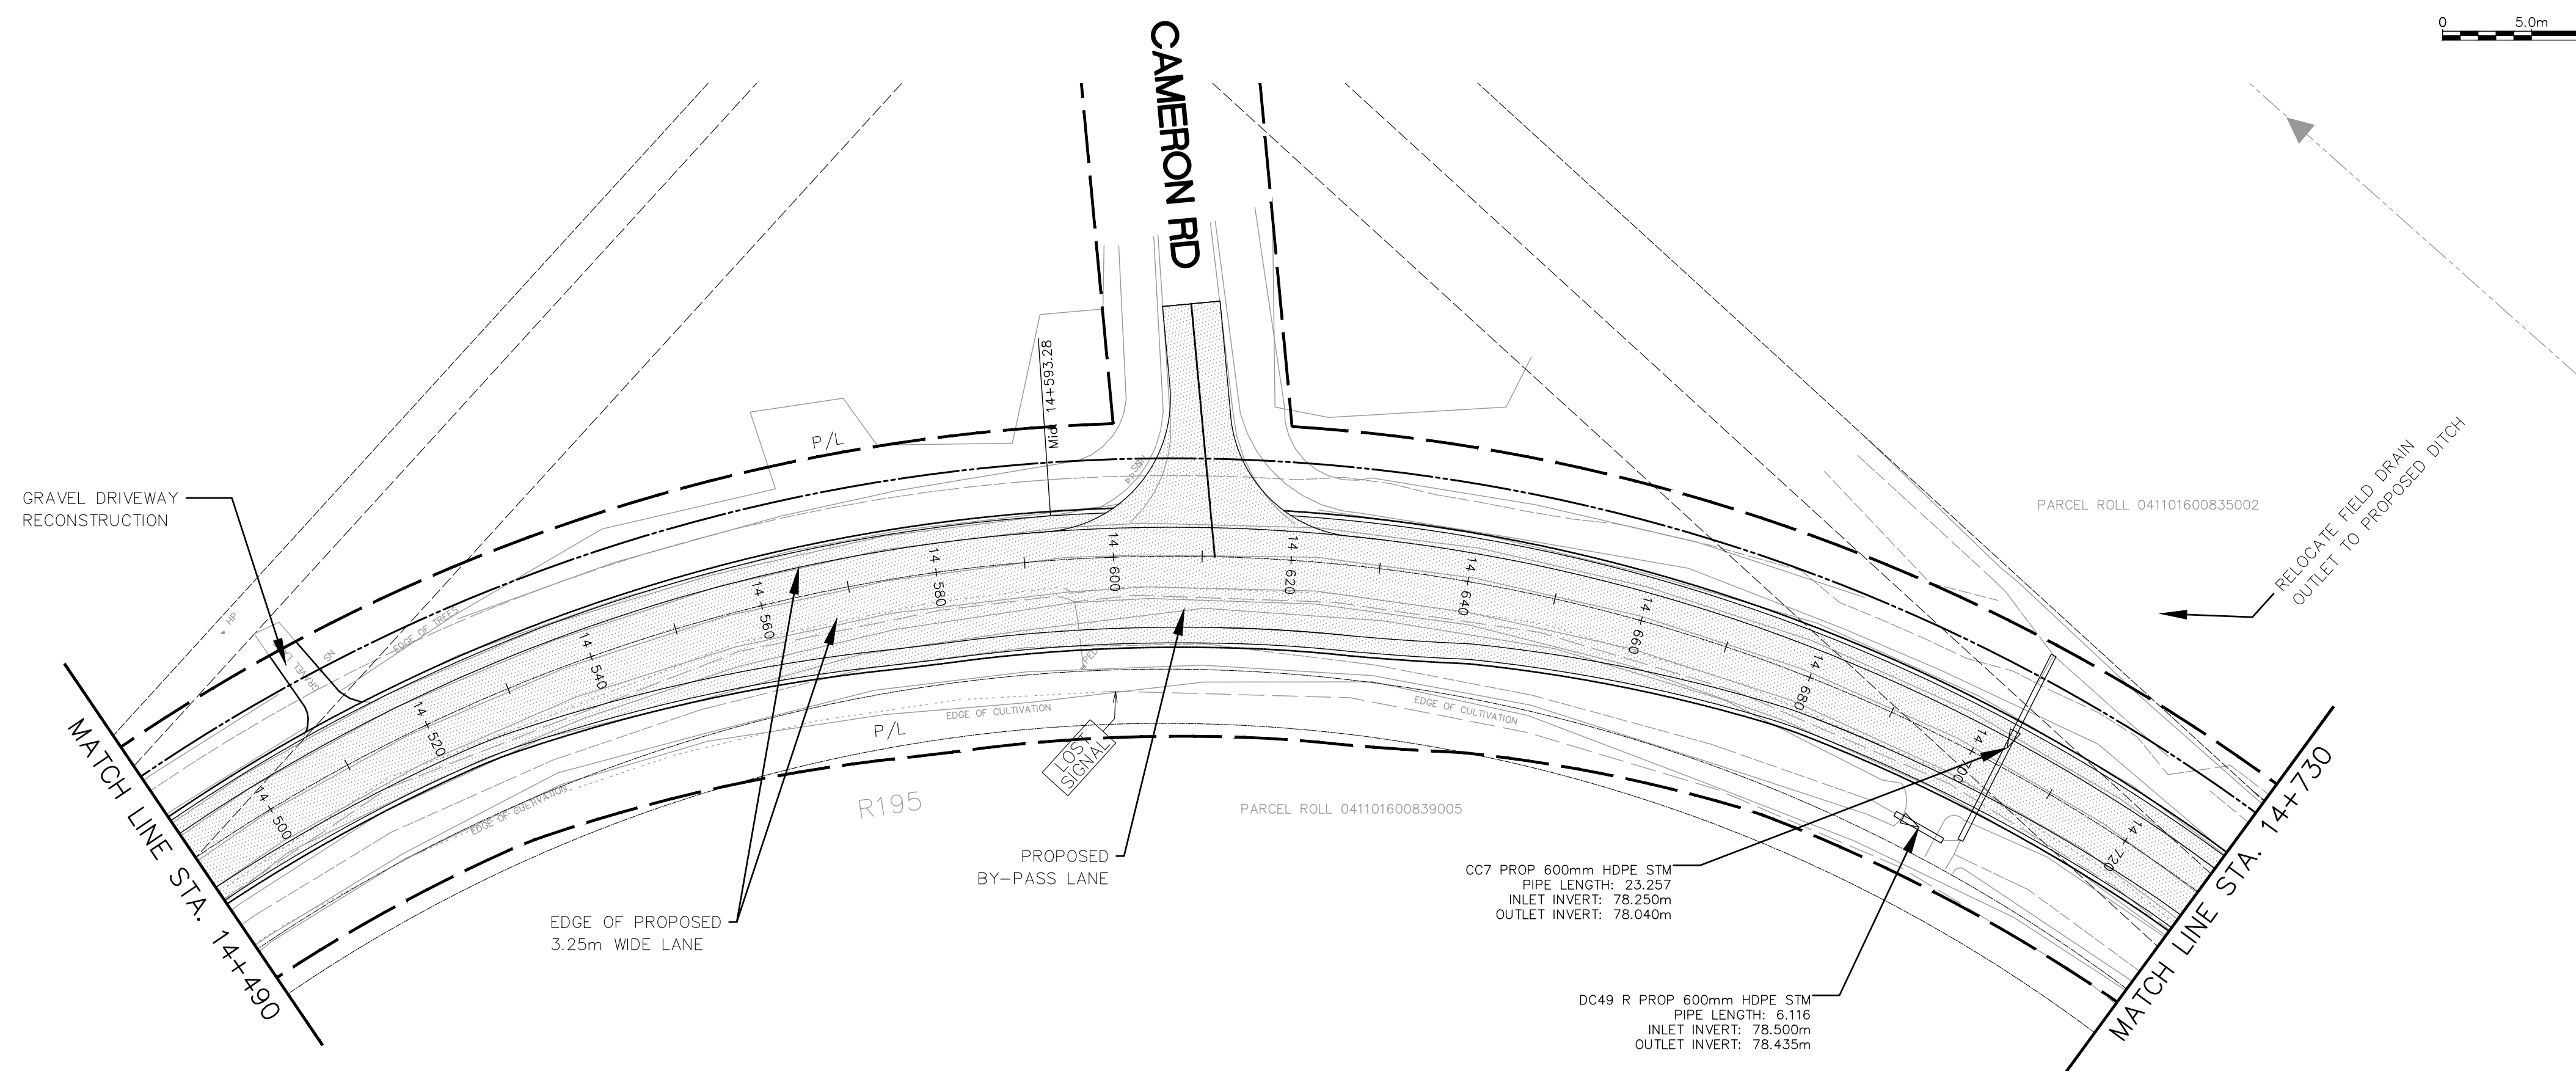 0 5.0m
CAMERON RD
Mid 14+593.28
P/L
GRAVEL DRIVEWAY
RECONSTRUCTION
HP
EDGE OF TREES
SN
PARCEL ROLL 041101600835002
RELOCATE FIELD DRAIN
OUTLET TO PROPOSED DITCH
14+500
14+520
14+540
14+560
14+580
14+600
14+620
14+640
14+660
14+680
14+700
14+720
MATCH LINE STA. 14+490
MATCH LINE STA. 14+730
PED
EDGE OF CULTIVATION
EDGE OF CULTIVATION
EDGE OF CULTIVATION
P/L
LOST
SIGNAL
R195
PARCEL ROLL 041101600839005
PROPOSED
BY-PASS LANE
EDGE OF PROPOSED
3.25m WIDE LANE
CC7 PROP 600mm HDPE STM
PIPE LENGTH: 23.257
INLET INVERT: 78.250m
OUTLET INVERT: 78.040m
DC49 R PROP 600mm HDPE STM
PIPE LENGTH: 6.116
INLET INVERT: 78.500m
OUTLET INVERT: 78.435m